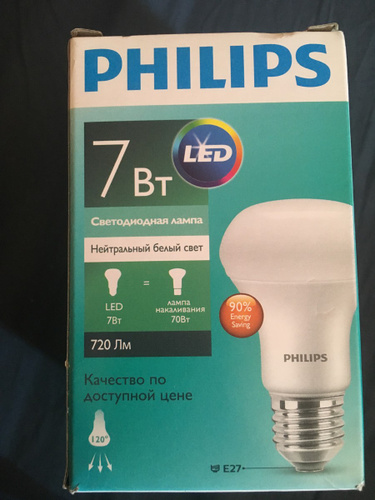 PHILIPS
7 Вт
LED
Светодиодная лампа
Нейтральный белый свет
LED
7Вт
=
лампа
накаливания
70Вт
90%
Energy
Saving
720 Лм
PHILIPS
Качество по
доступной цене
120°
E27